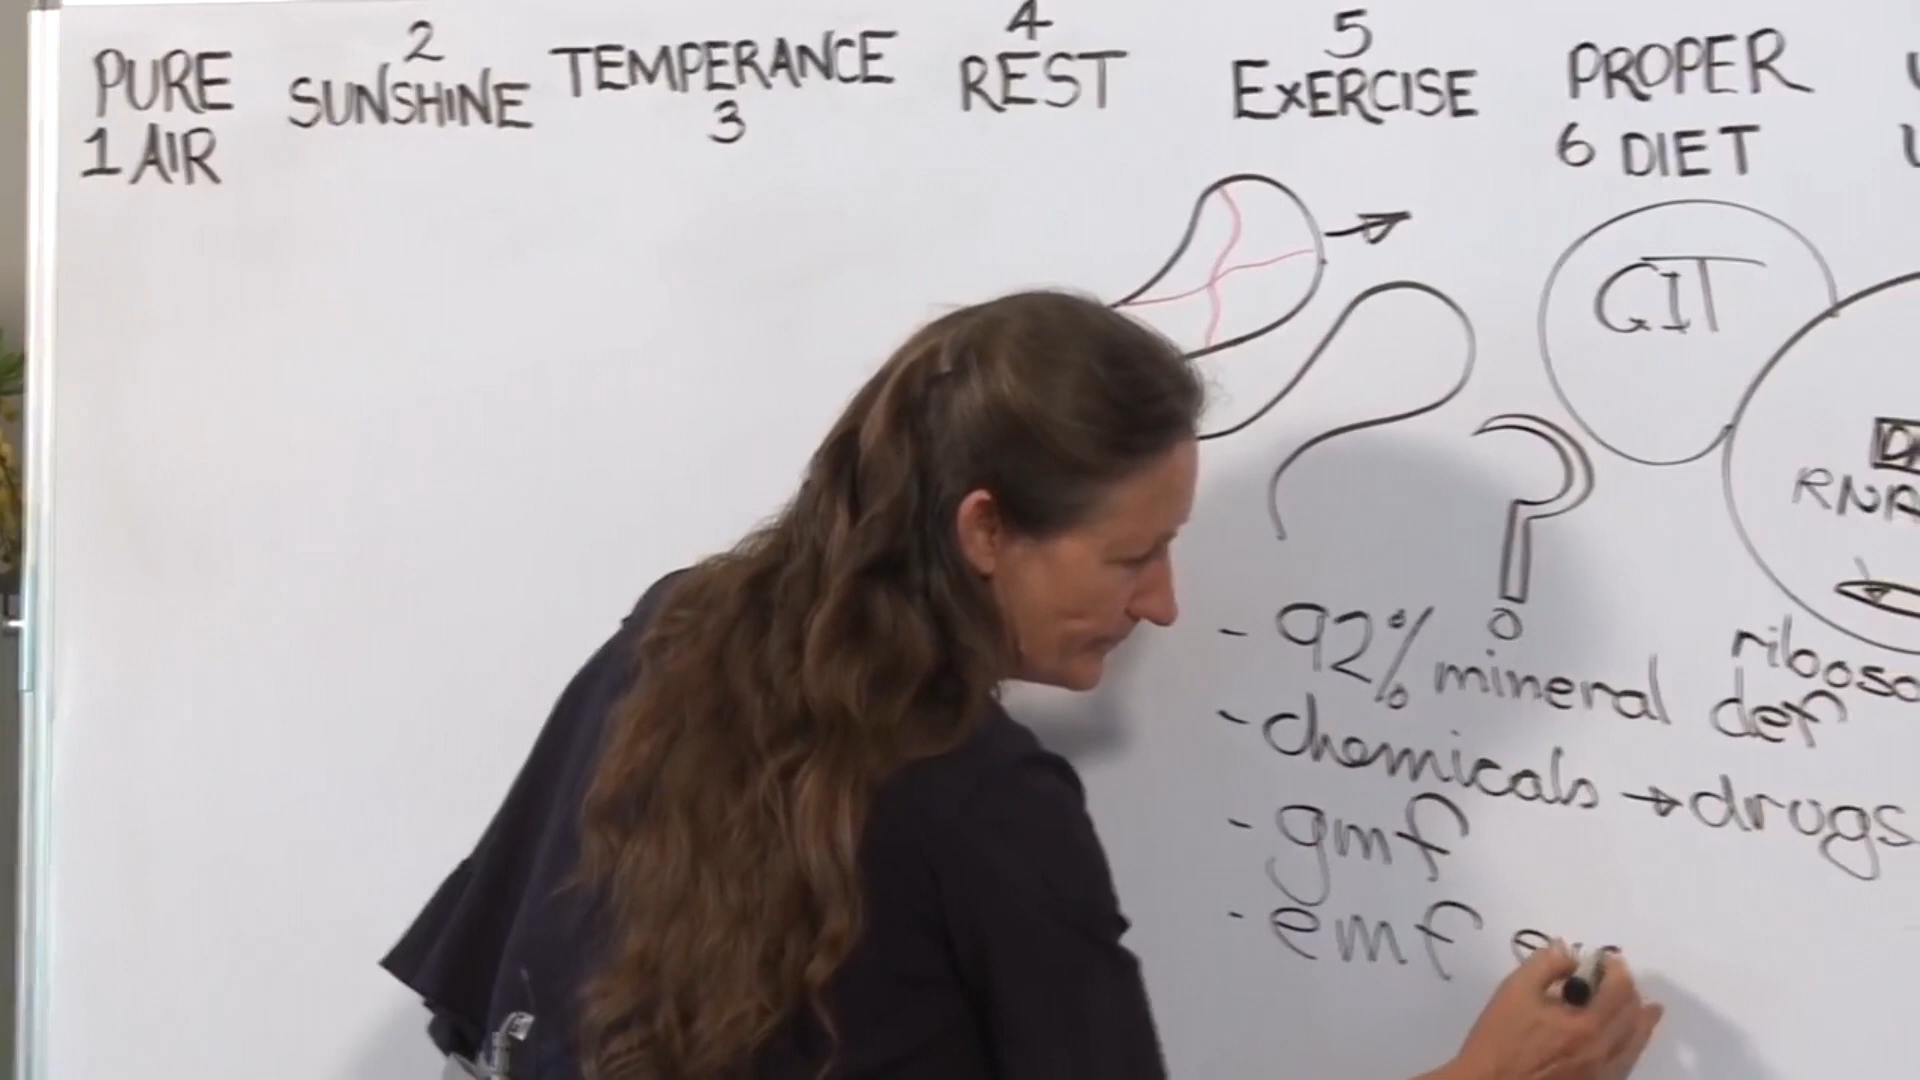 PURE
1 AIR
2
SUNSHINE
TEMPERANCE
3
4
REST
5
EXERCISE
PROPER
6 DIET
GIT
RNA
riboso
- 92% mineral def
- chemicals → drugs
- gmf
- emf